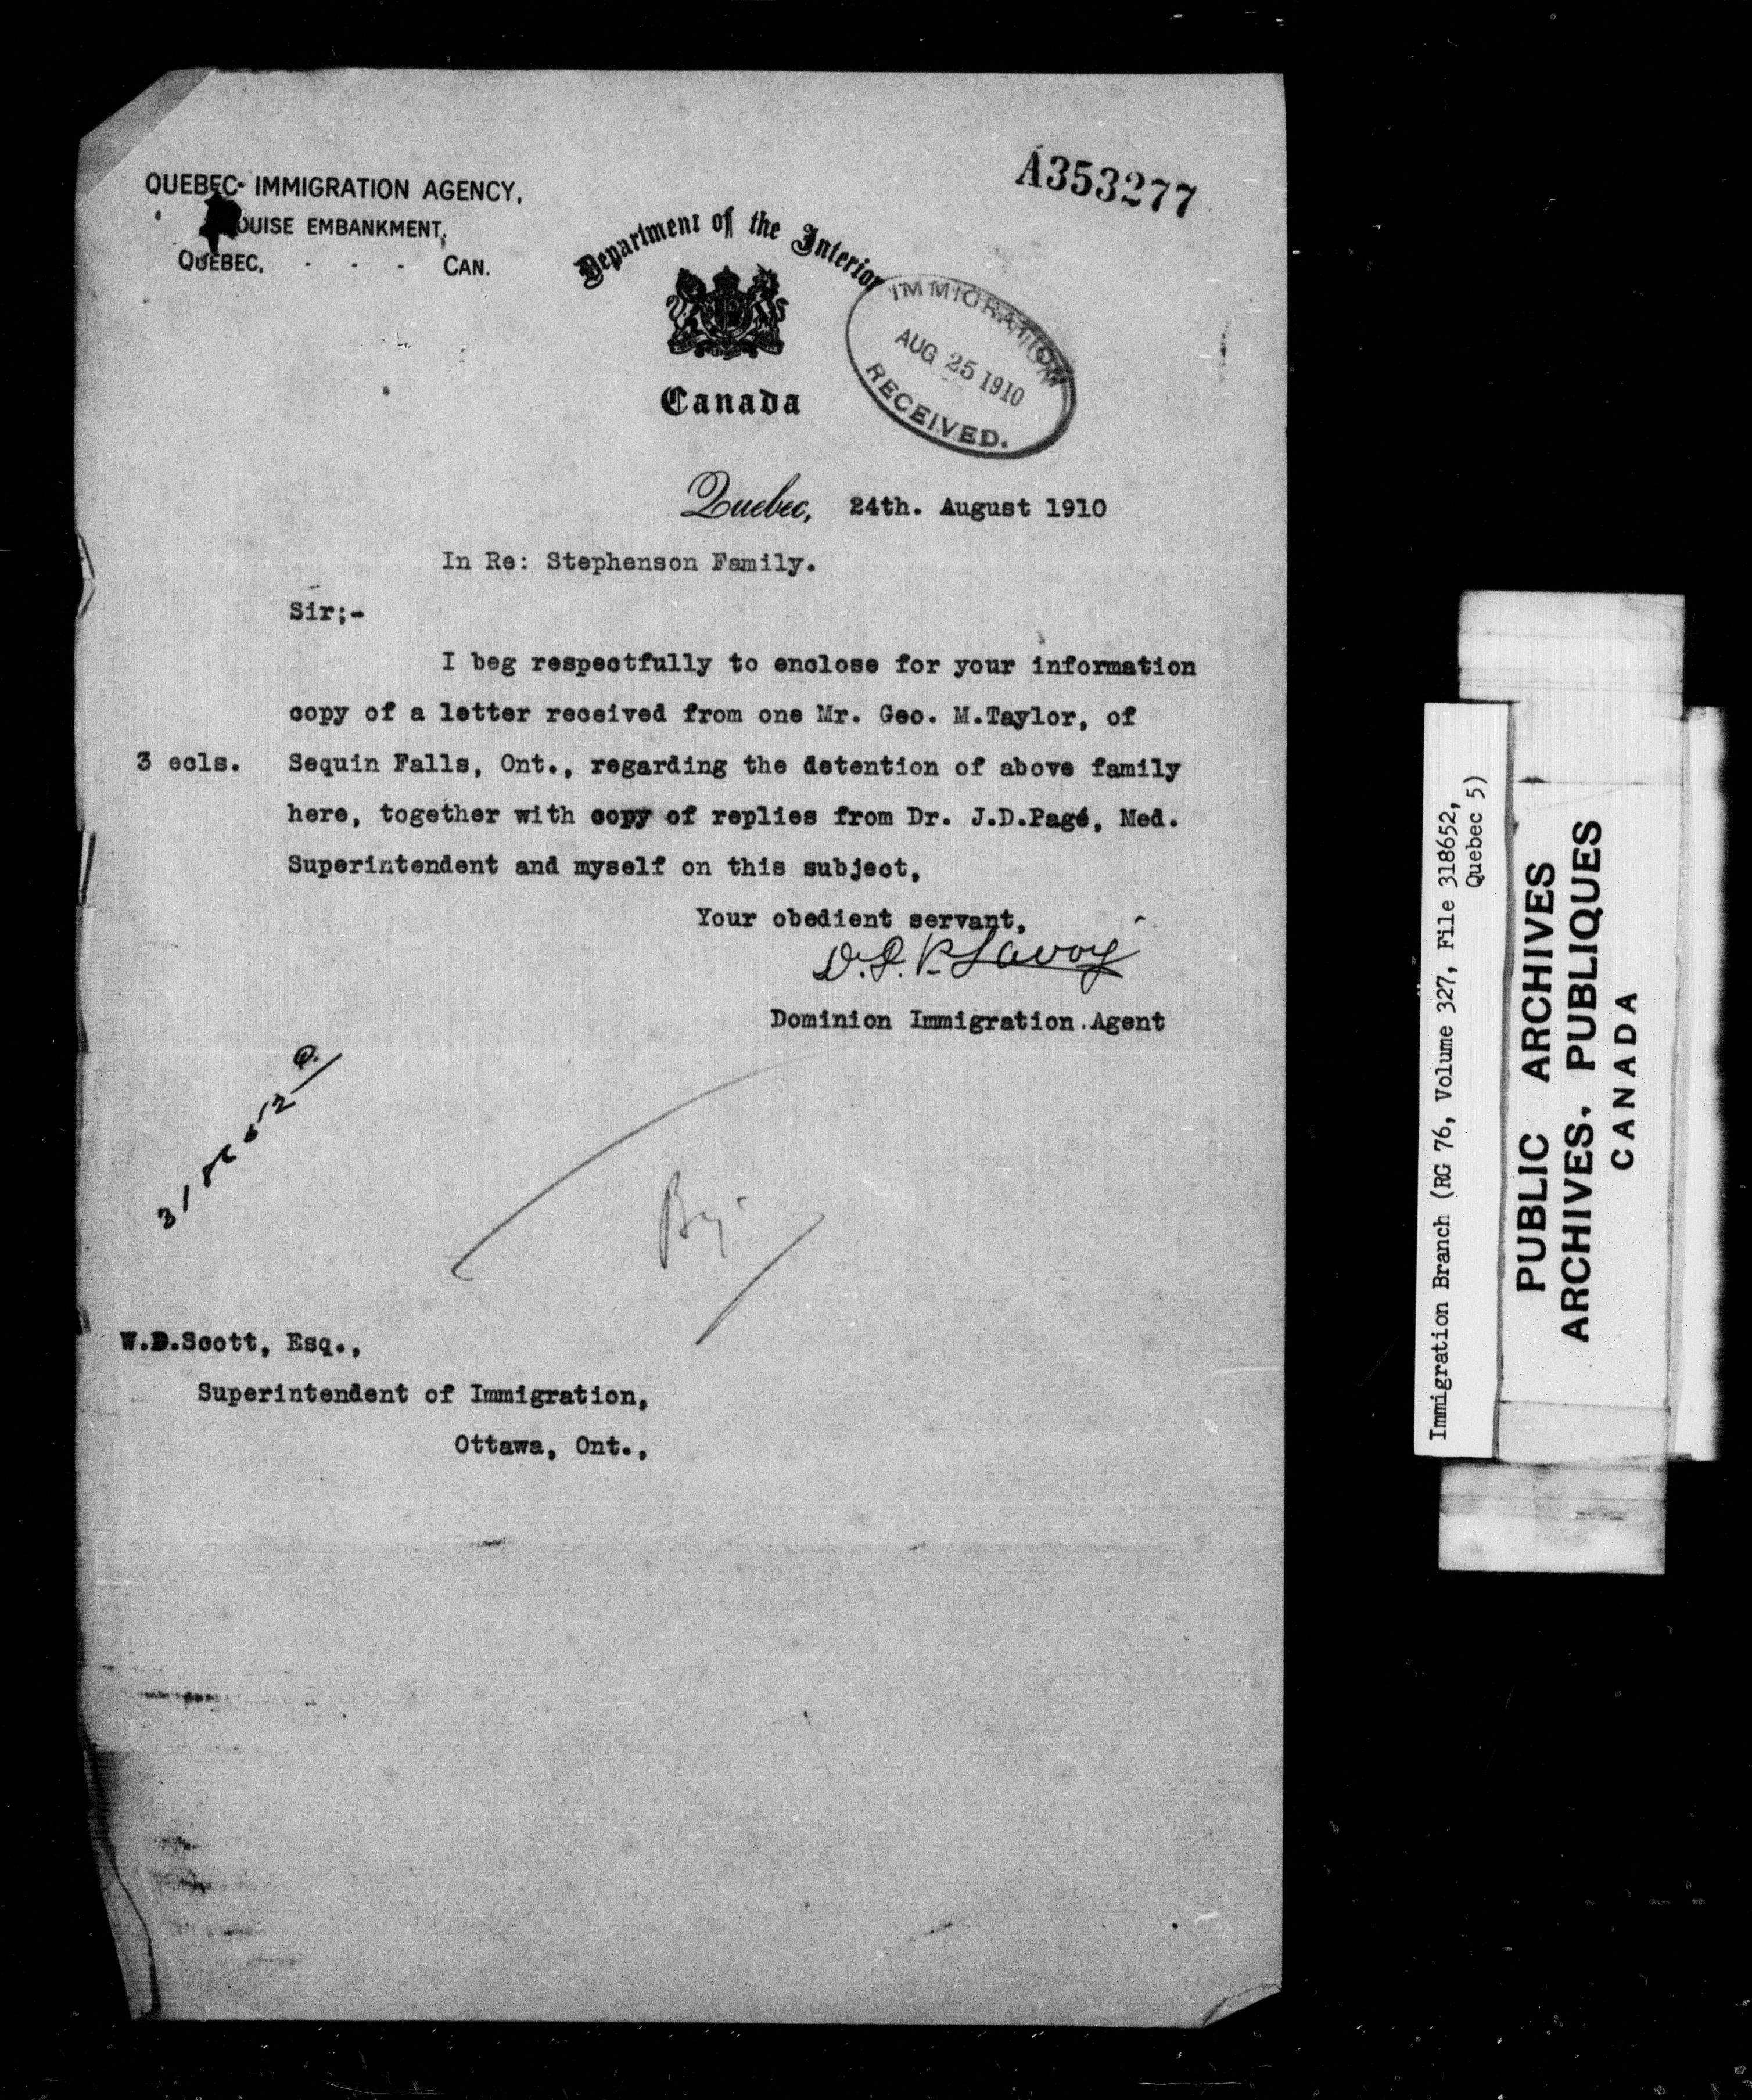 A353277
QUEBEC IMMIGRATION AGENCY,
LOUISE EMBANKMENT,
QUEBEC, - - - CAN.
Department of the Interior
Canada
IMMIGRATION
AUG 25 1910
RECEIVED.
Quebec, 24th. August 1910
In Re: Stephenson Family.
Sir;-
I beg respectfully to enclose for your information
copy of a letter received from one Mr. Geo. M.Taylor, of
3 ecls. Sequin Falls, Ont., regarding the detention of above family
here, together with copy of replies from Dr. J.D.Pagé, Med.
Superintendent and myself on this subject,
Your obedient servant,
Lavoy
Dominion Immigration Agent
318652
W.D.Scott, Esq.,
Superintendent of Immigration,
Ottawa, Ont.,
Immigration Branch (RG 76, Volume 327, File 318652,
Quebec 5)
PUBLIC ARCHIVES
ARCHIVES. PUBLIQUES
CANADA